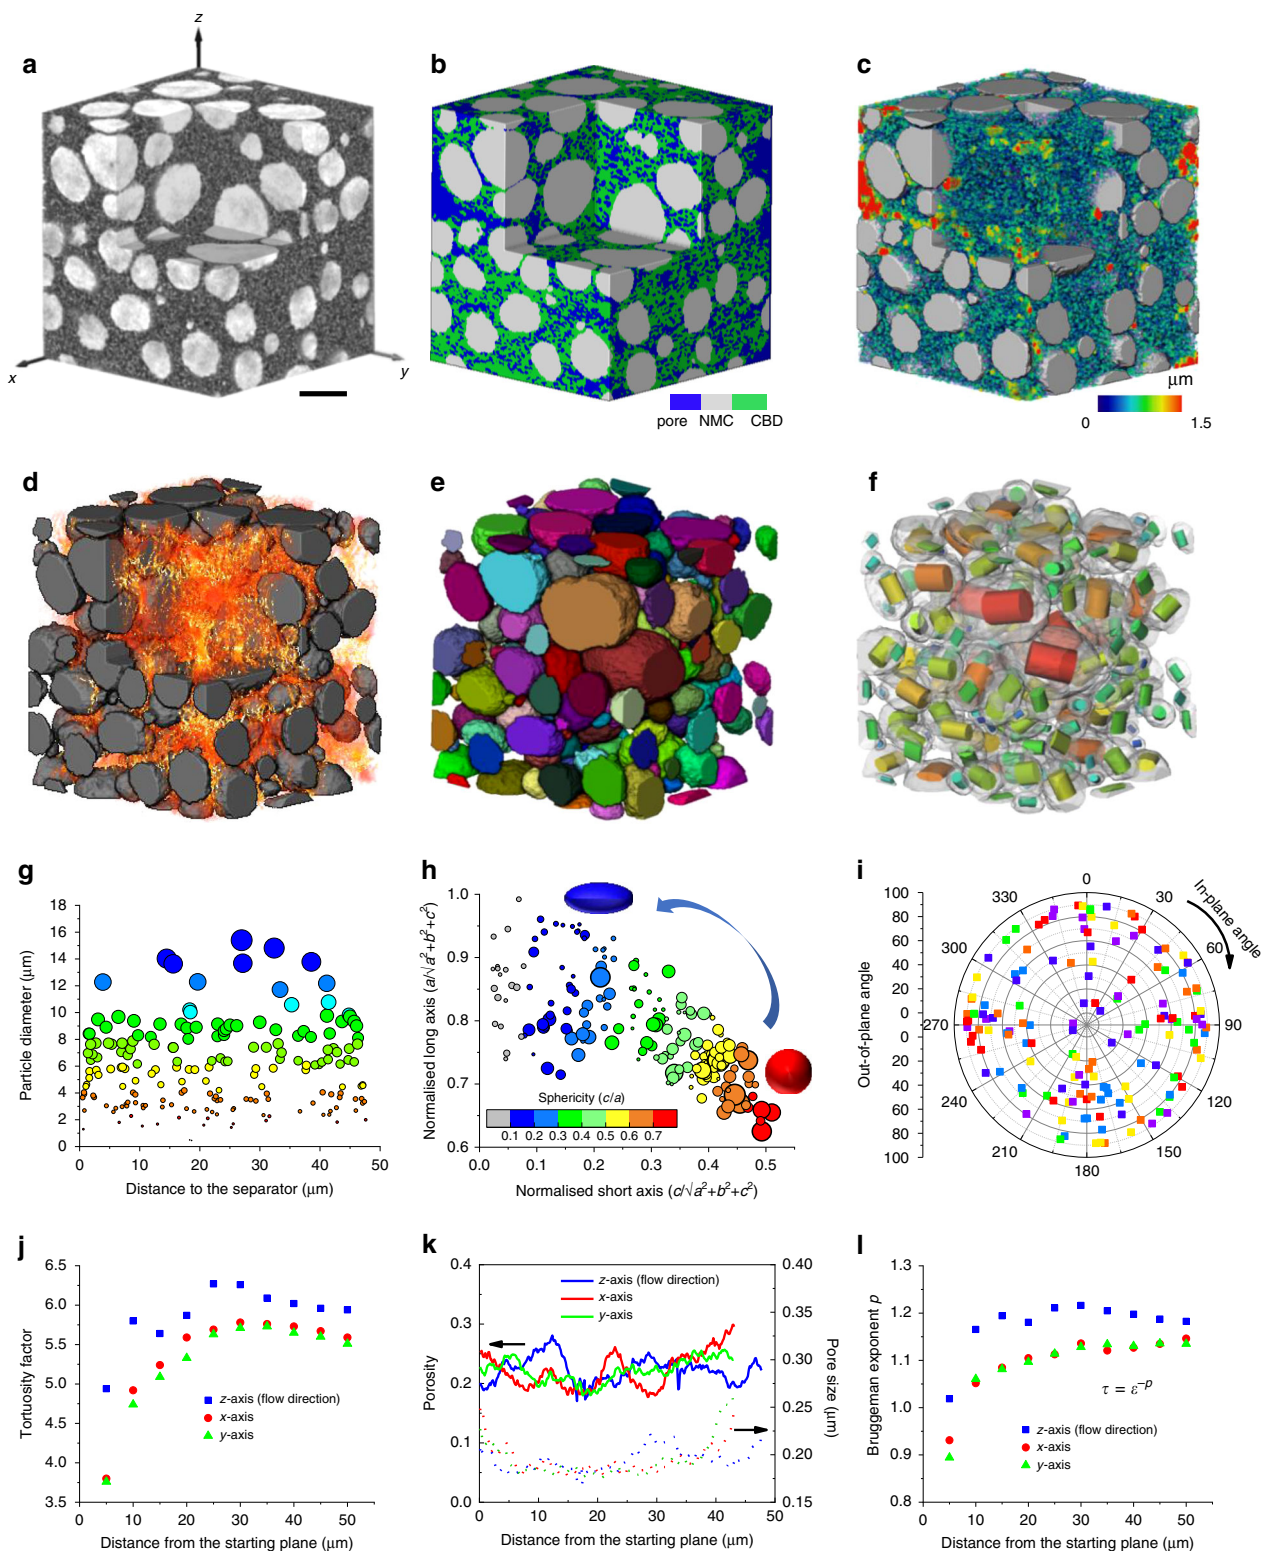 z
a
b
c
x
y
pore NMC CBD
μm
0 1.5
d
e
f
g
18
16
14
12
10
8
6
4
2
0
Particle diameter (μm)
0 10 20 30 40 50
Distance to the separator (μm)
h
1.0
0.9
0.8
0.7
0.6
Normalised long axis (a/√a²+b²+c²)
Sphericity (c/a)
0.1 0.2 0.3 0.4 0.5 0.6 0.7
0.0 0.1 0.2 0.3 0.4 0.5
Normalised short axis (c/√a²+b²+c²)
i
100
90
80
70
60
40
20
0
0
20
40
60
70
80
90
100
Out-of-plane angle
In-plane angle
0
30
60
90
120
150
180
210
240
270
300
330
j
6.5
6.0
5.5
5.0
4.5
4.0
3.5
Tortuosity factor
z-axis (flow direction)
x-axis
y-axis
0 10 20 30 40 50
Distance from the starting plane (μm)
k
0.4
0.3
0.2
0.1
0.0
Porosity
z-axis (flow direction)
x-axis
y-axis
0.40
0.35
0.30
0.25
0.20
0.15
Pore size (μm)
0 10 20 30 40 50
Distance from the starting plane (μm)
l
1.3
1.2
1.1
1.0
0.9
0.8
Bruggeman exponent p
τ = ε⁻ᵖ
z-axis (flow direction)
x-axis
y-axis
0 10 20 30 40 50
Distance from the starting plane (μm)